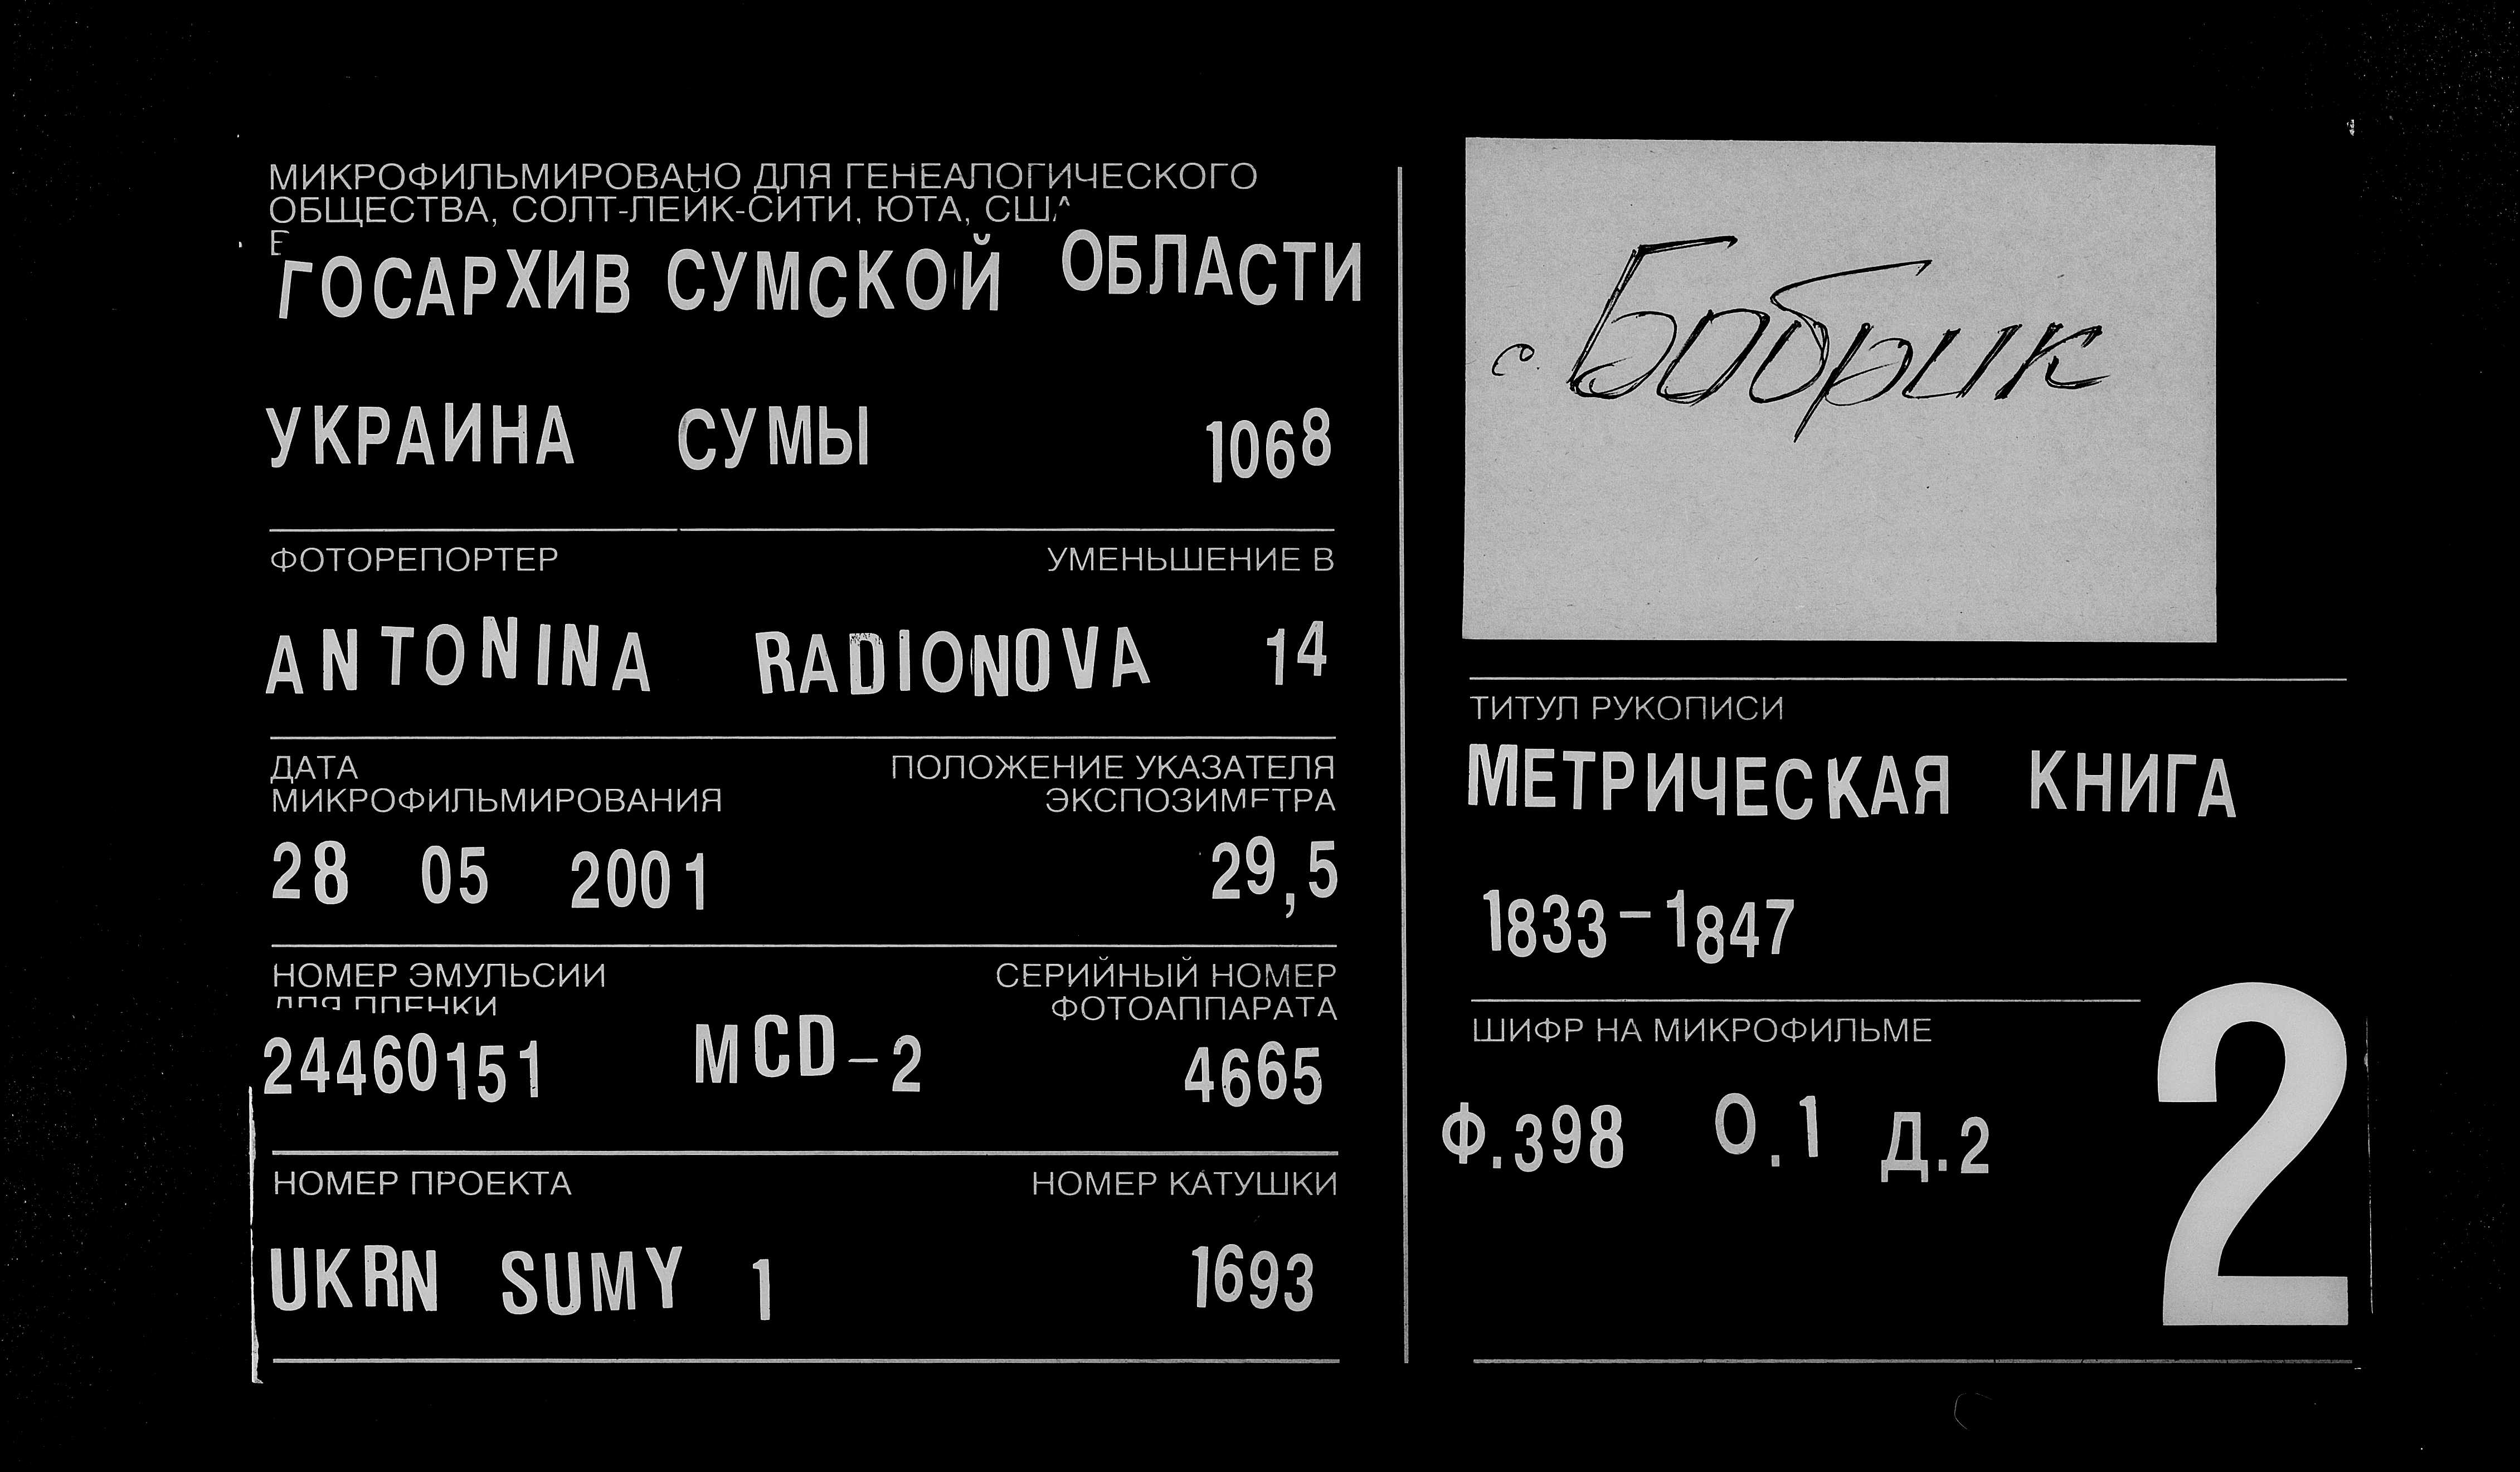 МИКРОФИЛЬМИРОВАНО ДЛЯ ГЕНЕАЛОГИЧЕСКОГО
ОБЩЕСТВА, СОЛТ-ЛЕЙК-СИТИ, ЮТА, США
ГОСАРХИВ СУМСКОЙ ОБЛАСТИ
УКРАИНА СУМЫ 1068
ФОТОРЕПОРТЕР УМЕНЬШЕНИЕ В
ANTONINA RADIONOVA 14
ДАТА ПОЛОЖЕНИЕ УКАЗАТЕЛЯ
МИКРОФИЛЬМИРОВАНИЯ ЭКСПОЗИМЕТРА
28 05 2001 29,5
НОМЕР ЭМУЛЬСИИ СЕРИЙНЫЙ НОМЕР
ДЛЯ ПЛЕНКИ ФОТОАППАРАТА
24460151 MCD-2 4665
НОМЕР ПРОЕКТА НОМЕР КАТУШКИ
UKRN SUMY 1 1693
с. Бобрик
ТИТУЛ РУКОПИСИ
МЕТРИЧЕСКАЯ КНИГА
1833-1847
ШИФР НА МИКРОФИЛЬМЕ
Ф.398 О.1 Д.2
2